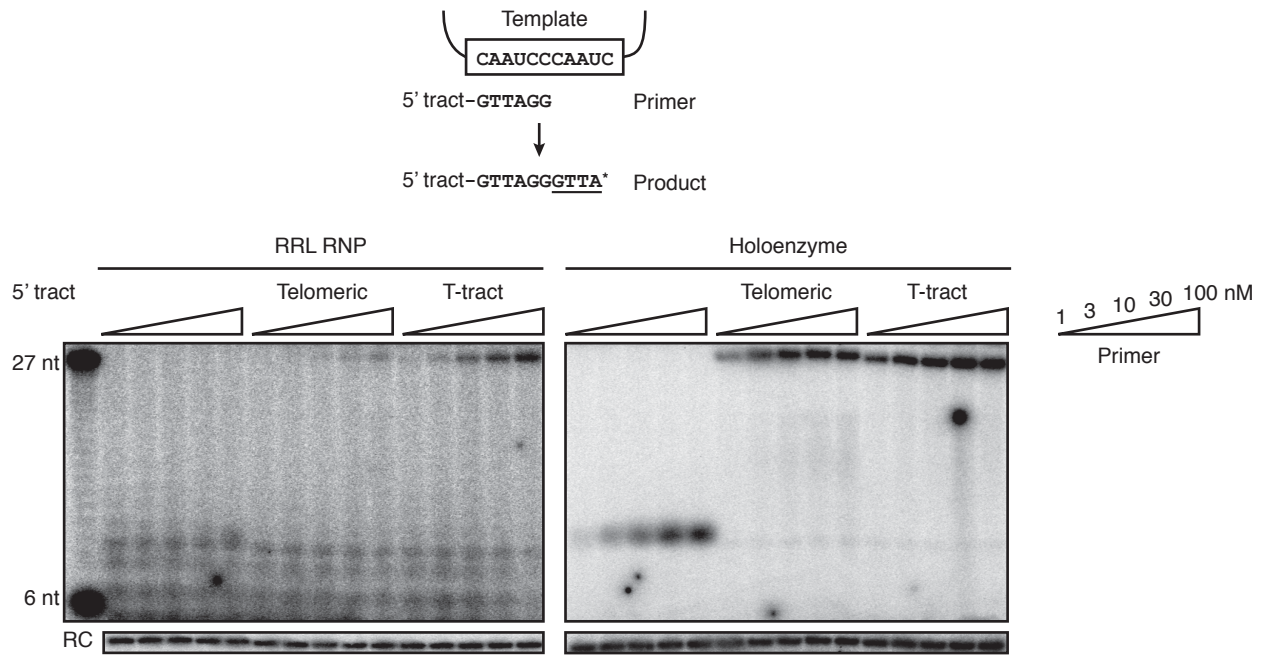 Template
CAAUCCCAAUC
5' tract-GTTAGG Primer
5' tract-GTTAGGGTTA* Product
RRL RNP Holoenzyme
5' tract Telomeric T-tract Telomeric T-tract 1 3 10 30 100 nM
Primer
27 nt
6 nt
RC